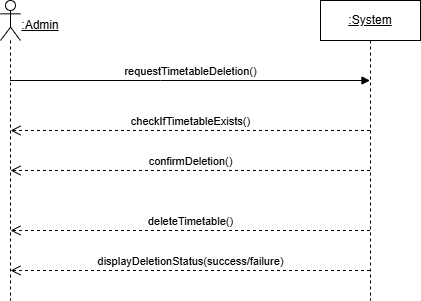 :Admin
:System
requestTimetableDeletion()
checkIfTimetableExists()
confirmDeletion()
deleteTimetable()
displayDeletionStatus(success/failure)